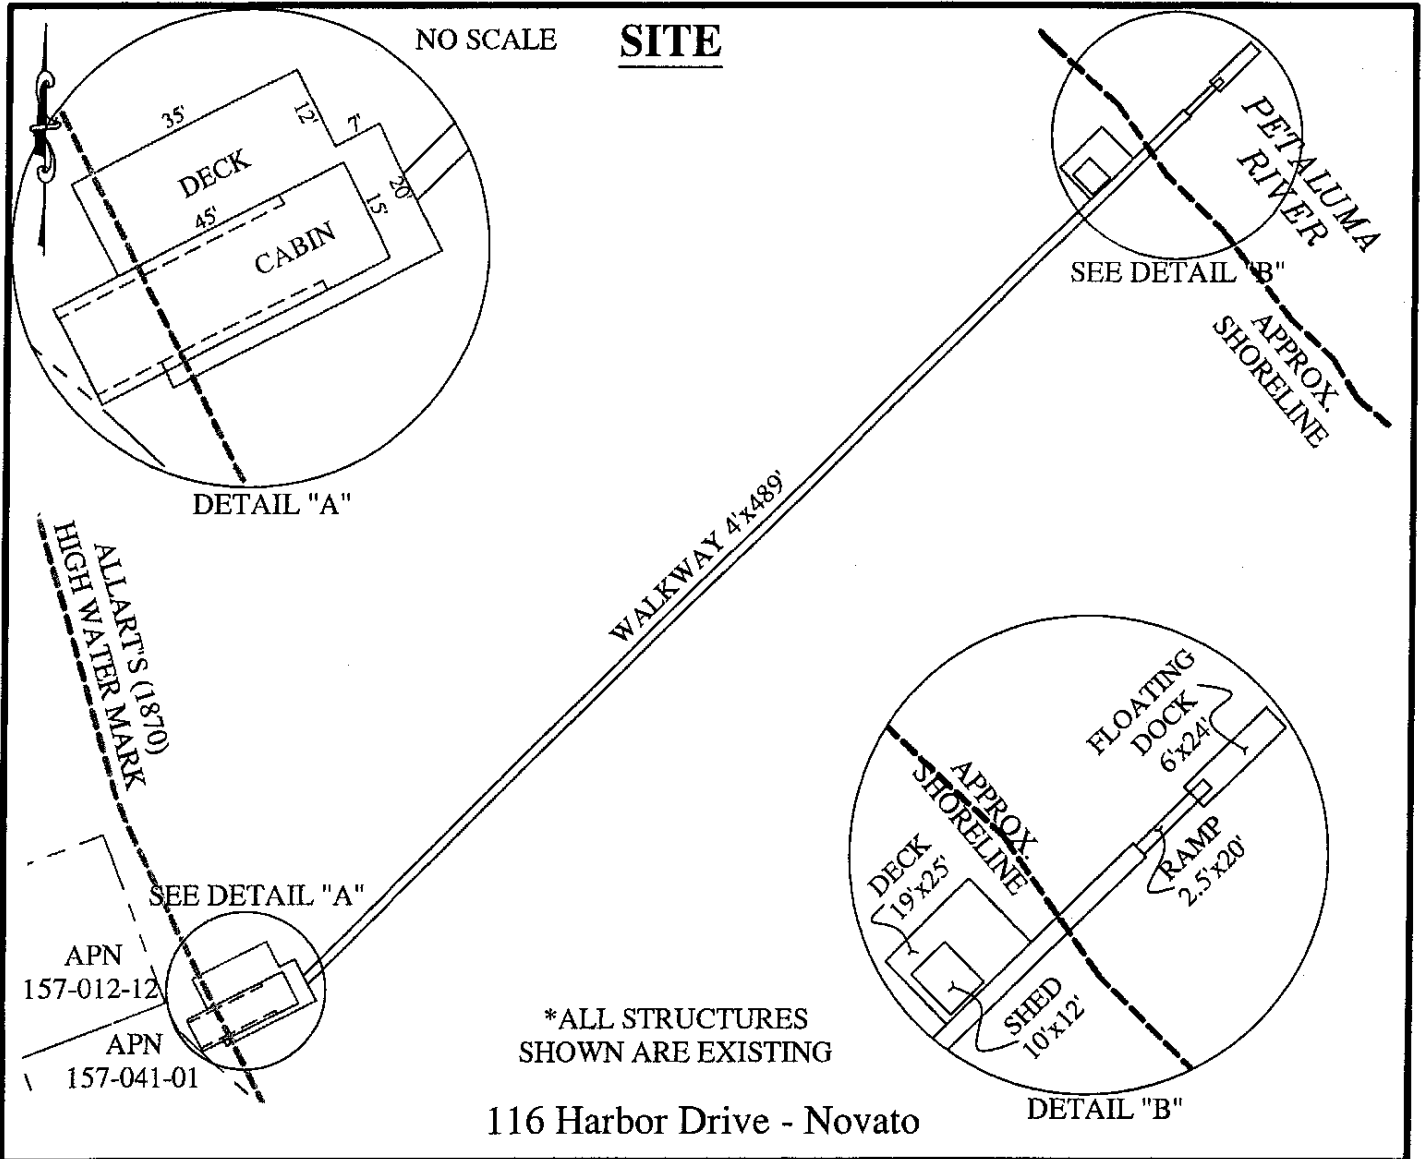 NO SCALE
SITE
35'
12'
7'
DECK
20'
45'
15'
CABIN
DETAIL "A"
PETALUMA
RIVER
SEE DETAIL "B"
APPROX.
SHORELINE
WALKWAY 4'x489'
ALLART'S (1870)
HIGH WATER MARK
SEE DETAIL "A"
APN
157-012-12
APN
157-041-01
FLOATING
DOCK
6'x24'
APPROX.
SHORELINE
RAMP
2.5'x20'
DECK
19'x25'
SHED
10'x12'
DETAIL "B"
*ALL STRUCTURES
SHOWN ARE EXISTING
116 Harbor Drive - Novato